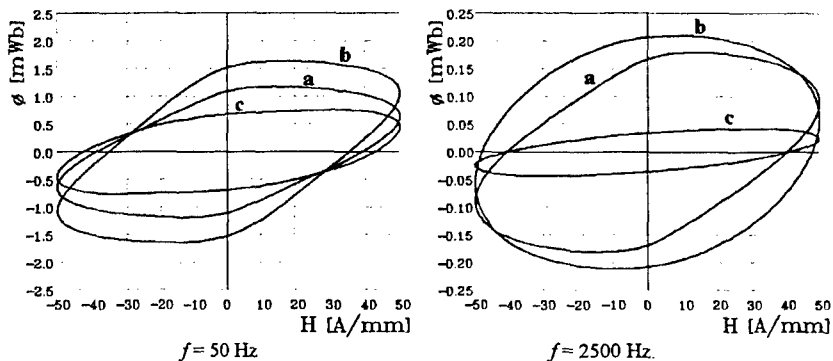 2.5
2.0
1.5
1.0
0.5
0.0
-0.5
-1.0
-1.5
-2.0
-2.5
ø [mWb]
b
a
c
-50 -40 -30 -20 -10 0 10 20 30 40 50
H [A/mm]
f = 50 Hz
0.25
0.20
0.15
0.10
0.05
0.00
-0.05
-0.10
-0.15
-0.20
-0.25
ø [mWb]
b
a
c
-50 -40 -30 -20 -10 0 10 20 30 40 50
H [A/mm]
f = 2500 Hz.